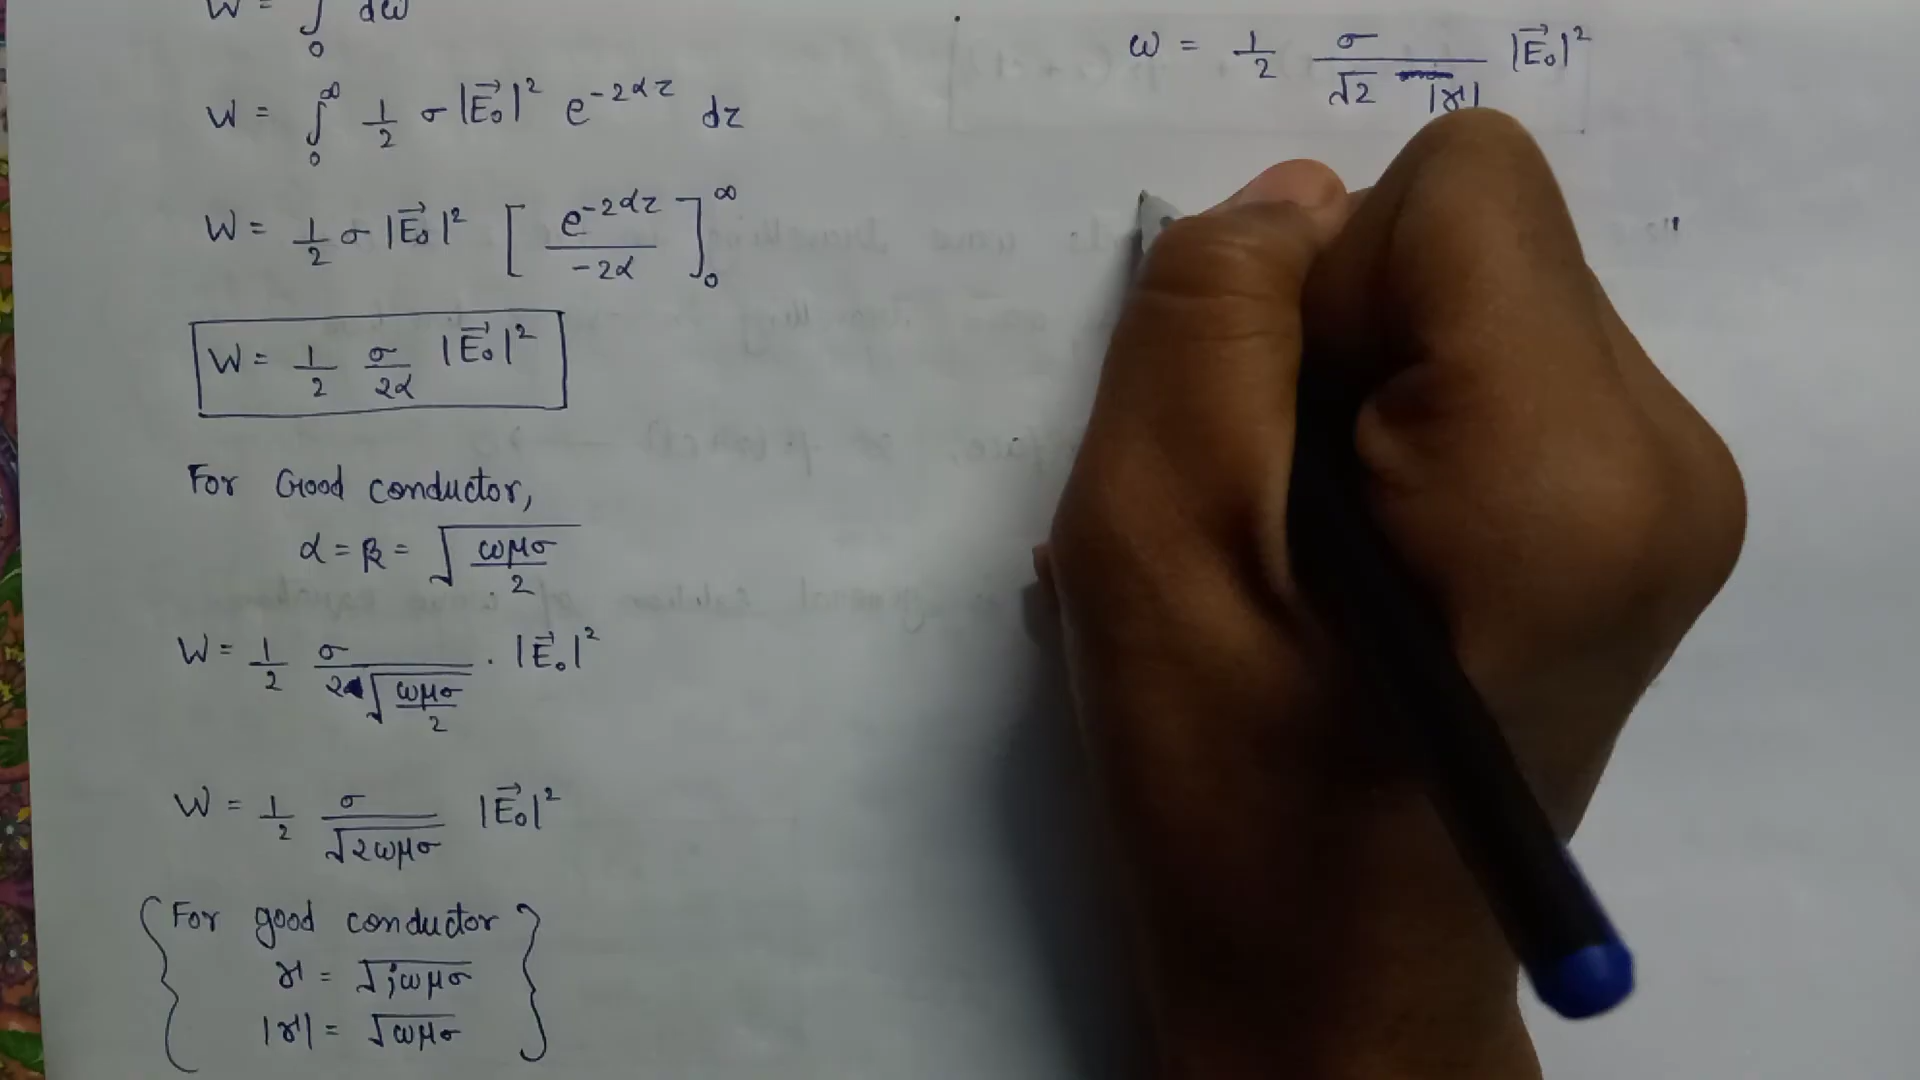 W = ∫₀ dω
W = ∫₀^∞ 1/2 σ |E⃗₀|² e^(-2αz) dz
W = 1/2 σ |E⃗₀|² [ e^(-2αz) / -2α ]₀^∞
W = 1/2 σ/2α |E⃗₀|²
For Good conductor,
α = β = √(ωμσ/2)
W = 1/2 σ/(2√(ωμσ/2)) · |E⃗₀|²
W = 1/2 σ/√(2ωμσ) |E⃗₀|²
{ For good conductor
γ = √(jωμσ)
|γ| = √(ωμσ) }
ω = 1/2 σ/(√2 |γ|) |E⃗₀|²